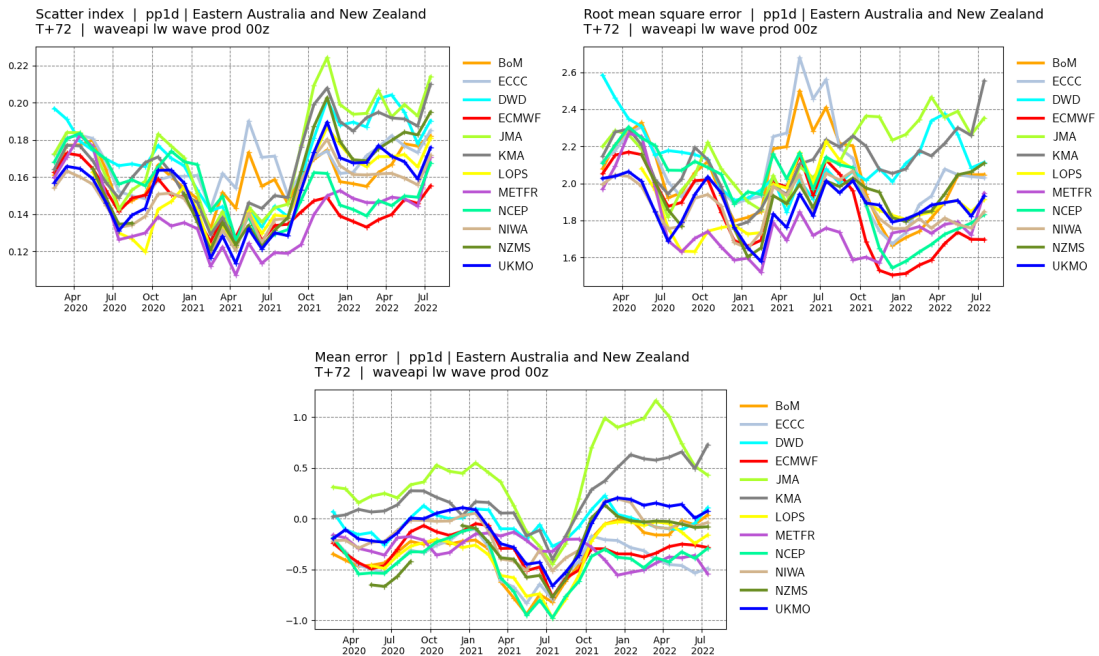 Scatter index | pp1d | Eastern Australia and New Zealand
T+72 | waveapi lw wave prod 00z
0.22
0.20
0.18
0.16
0.14
0.12
Apr Jul Oct Jan Apr Jul Oct Jan Apr Jul
2020 2020 2020 2021 2021 2021 2021 2022 2022 2022
BoM
ECCC
DWD
ECMWF
JMA
KMA
LOPS
METFR
NCEP
NIWA
NZMS
UKMO
Root mean square error | pp1d | Eastern Australia and New Zealand
T+72 | waveapi lw wave prod 00z
2.6
2.4
2.2
2.0
1.8
1.6
Apr Jul Oct Jan Apr Jul Oct Jan Apr Jul
2020 2020 2020 2021 2021 2021 2021 2022 2022 2022
BoM
ECCC
DWD
ECMWF
JMA
KMA
LOPS
METFR
NCEP
NIWA
NZMS
UKMO
Mean error | pp1d | Eastern Australia and New Zealand
T+72 | waveapi lw wave prod 00z
1.0
0.5
0.0
−0.5
−1.0
Apr Jul Oct Jan Apr Jul Oct Jan Apr Jul
2020 2020 2020 2021 2021 2021 2021 2022 2022 2022
BoM
ECCC
DWD
ECMWF
JMA
KMA
LOPS
METFR
NCEP
NIWA
NZMS
UKMO